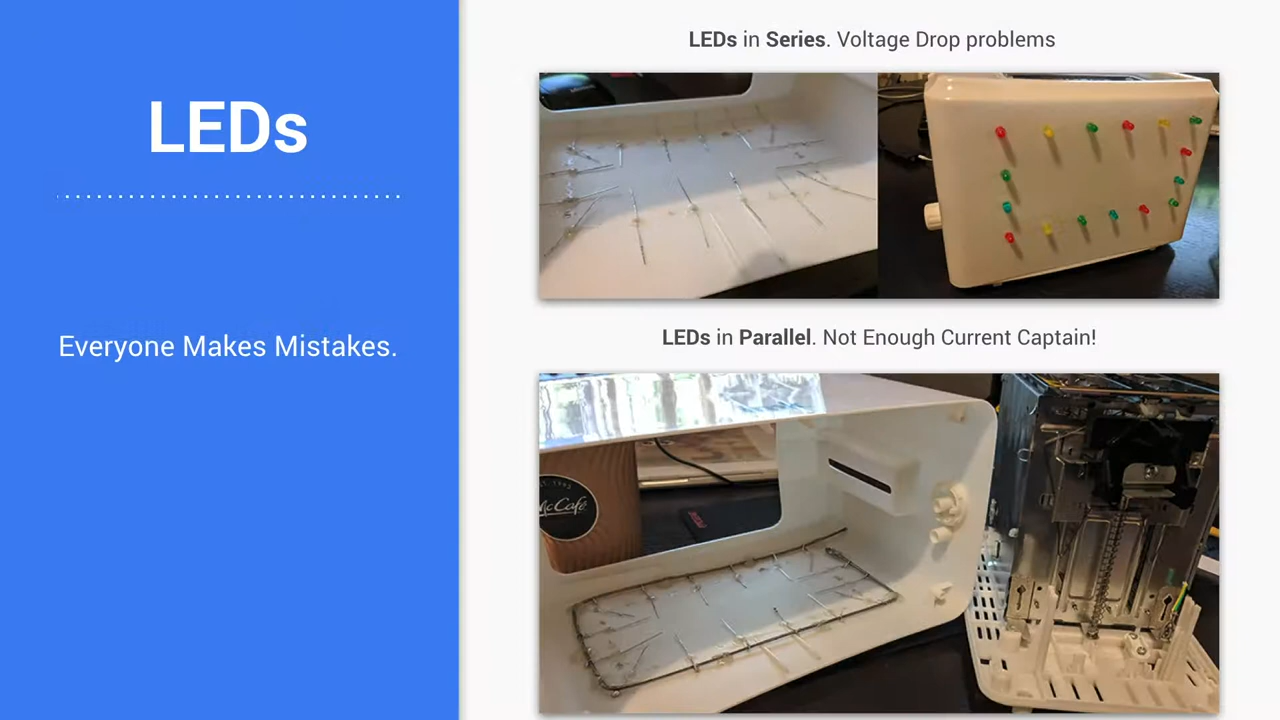 LEDs
Everyone Makes Mistakes.
LEDs in Series. Voltage Drop problems
LEDs in Parallel. Not Enough Current Captain!
McCafé